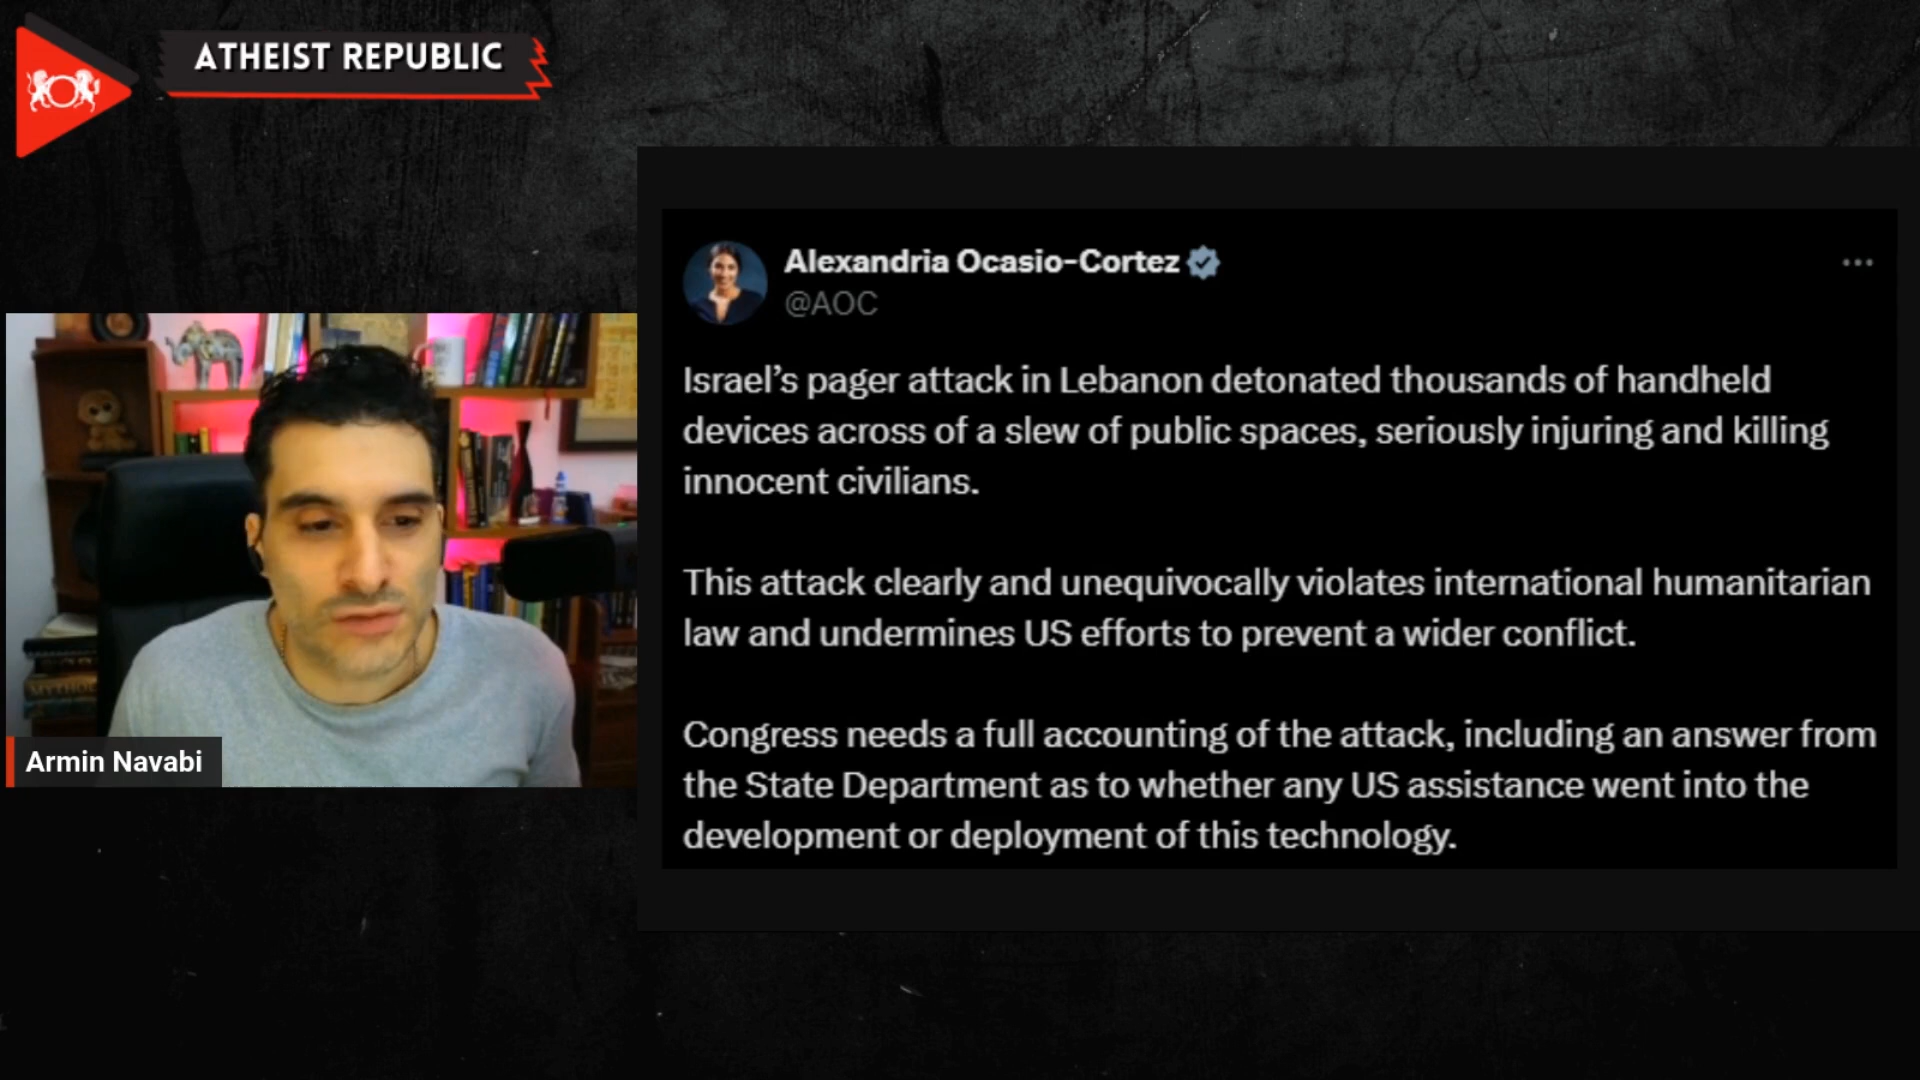 ATHEIST REPUBLIC
Alexandria Ocasio-Cortez
@AOC
Israel’s pager attack in Lebanon detonated thousands of handheld
devices across of a slew of public spaces, seriously injuring and killing
innocent civilians.
This attack clearly and unequivocally violates international humanitarian
law and undermines US efforts to prevent a wider conflict.
Congress needs a full accounting of the attack, including an answer from
the State Department as to whether any US assistance went into the
development or deployment of this technology.
MYTHOL
Armin Navabi